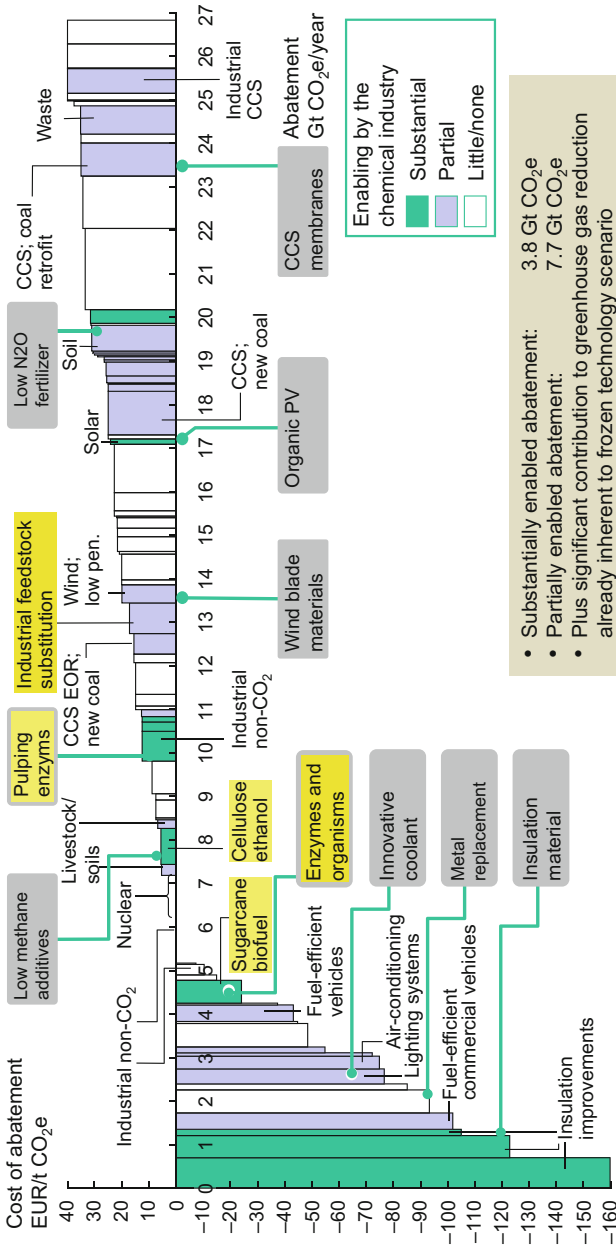 Cost of abatement
EUR/t CO2e
40
30
20
10
0
–10
–20
–30
–40
–50
–60
–70
–80
–90
–100
–110
–120
–130
–140
–150
–160
0
1
2
3
4
5
6
7
8
9
10
11
12
13
14
15
16
17
18
19
20
21
22
23
24
25
26
27
Abatement
Gt CO2e/year
Low methane
additives
Pulping
enzyms
Industrial feedstock
substitution
Low N2O
fertilizer
Industrial non-CO2
Nuclear
Livestock/
soils
CCS EOR;
new coal
Wind;
low pen.
Solar
Soil
CCS; coal
retrofit
Waste
Industrial
CCS
CCS; new coal
Industrial
non-CO2
Cellulose
ethanol
Sugarcane
biofuel
Fuel-efficient
vehicles
Air-conditioning
Lighting systems
Fuel-efficient
commercial vehicles
Insulation
improvements
Enzymes and
organisms
Innovative
coolant
Metal
replacement
Insulation
material
Wind blade
materials
Organic PV
CCS
membranes
Enabling by the
chemical industry
Substantial
Partial
Little/none
• Substantially enabled abatement: 3.8 Gt CO2e
• Partially enabled abatement: 7.7 Gt CO2e
• Plus significant contribution to greenhouse gas reduction
already inherent to frozen technology scenario